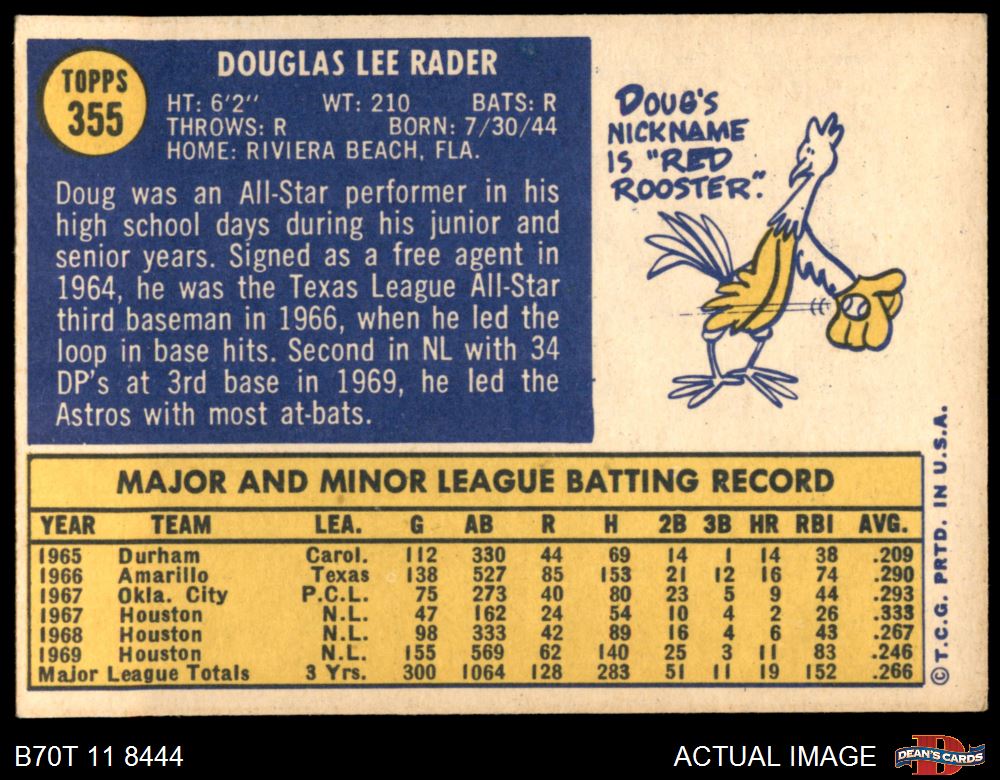 TOPPS
355
DOUGLAS LEE RADER
HT: 6'2" WT: 210 BATS: R
THROWS: R BORN: 7/30/44
HOME: RIVIERA BEACH, FLA.
Doug was an All-Star performer in his
high school days during his junior and
senior years. Signed as a free agent in
1964, he was the Texas League All-Star
third baseman in 1966, when he led the
loop in base hits. Second in NL with 34
DP's at 3rd base in 1969, he led the
Astros with most at-bats.
DOUG'S
NICKNAME
IS "RED
ROOSTER."
MAJOR AND MINOR LEAGUE BATTING RECORD
YEAR TEAM LEA. G AB R H 2B 3B HR RBI AVG.
1965 Durham Carol. 112 330 44 69 14 1 14 38 .209
1966 Amarillo Texas 138 527 85 153 21 12 16 74 .290
1967 Okla. City P.C.L. 75 273 40 80 23 5 9 44 .293
1967 Houston N.L. 47 162 24 54 10 4 2 26 .333
1968 Houston N.L. 98 333 42 89 16 4 6 43 .267
1969 Houston N.L. 155 569 62 140 25 3 11 83 .246
Major League Totals 3 Yrs. 300 1064 128 283 51 11 19 152 .266
© T.C.G. PRTD. IN U.S.A.
B70T 11 8444
ACTUAL IMAGE
D
DEAN'S CARDS